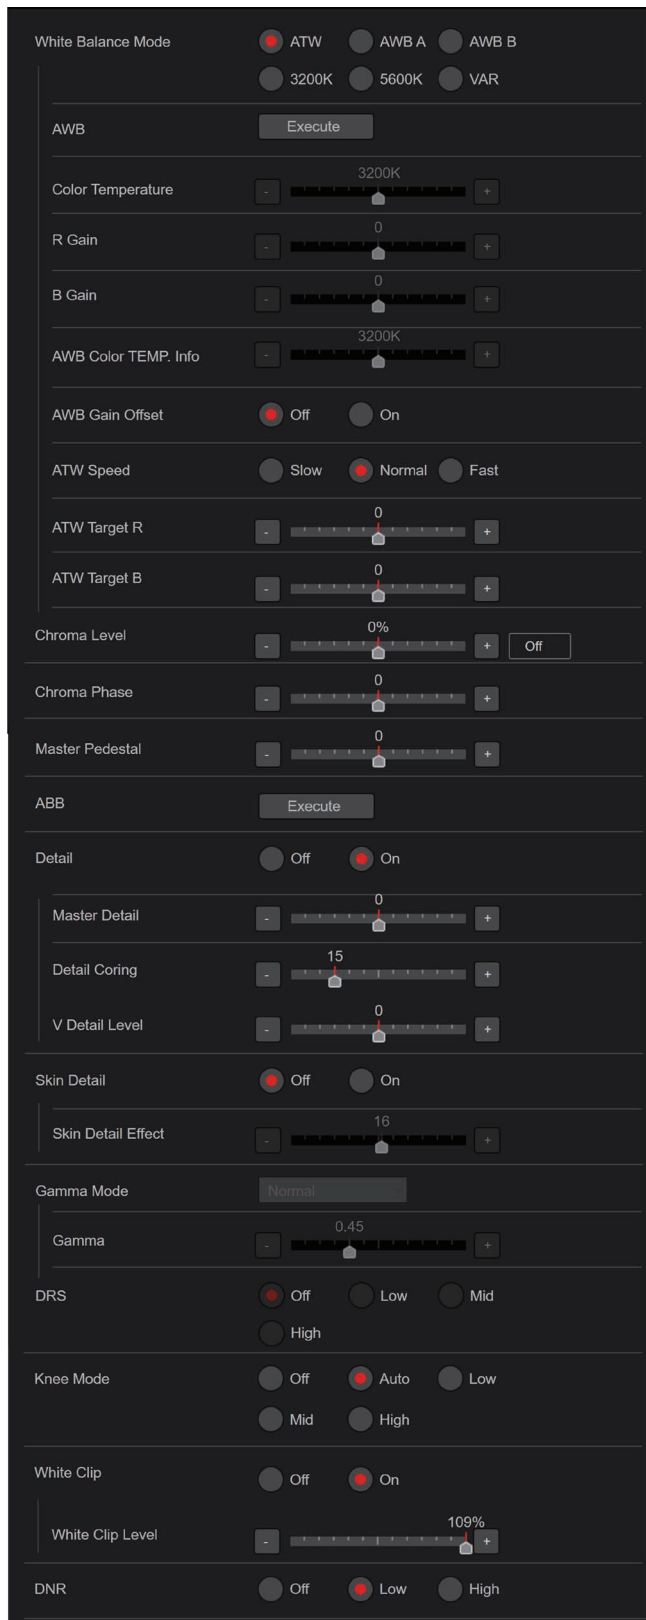 White Balance Mode ATW AWB A AWB B
3200K 5600K VAR
AWB Execute
3200K
Color Temperature - +
0
R Gain - +
0
B Gain - +
3200K
AWB Color TEMP. Info - +
AWB Gain Offset Off On
ATW Speed Slow Normal Fast
0
ATW Target R - +
0
ATW Target B - +
0%
Chroma Level - + Off
0
Chroma Phase - +
0
Master Pedestal - +
ABB Execute
Detail Off On
0
Master Detail - +
15
Detail Coring - +
0
V Detail Level - +
Skin Detail Off On
16
Skin Detail Effect - +
Gamma Mode Normal
0.45
Gamma - +
DRS Off Low Mid
High
Knee Mode Off Auto Low
Mid High
White Clip Off On
109%
White Clip Level - +
DNR Off Low High